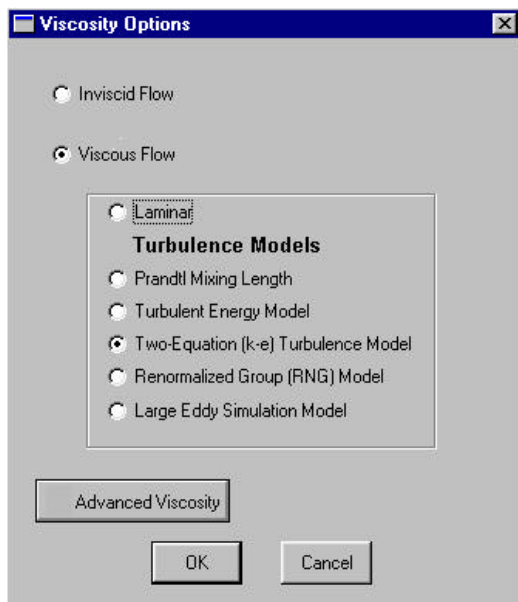 Viscosity Options
Inviscid Flow
Viscous Flow
Laminar
Turbulence Models
Prandtl Mixing Length
Turbulent Energy Model
Two-Equation (k-e) Turbulence Model
Renormalized Group (RNG) Model
Large Eddy Simulation Model
Advanced Viscosity
OK Cancel